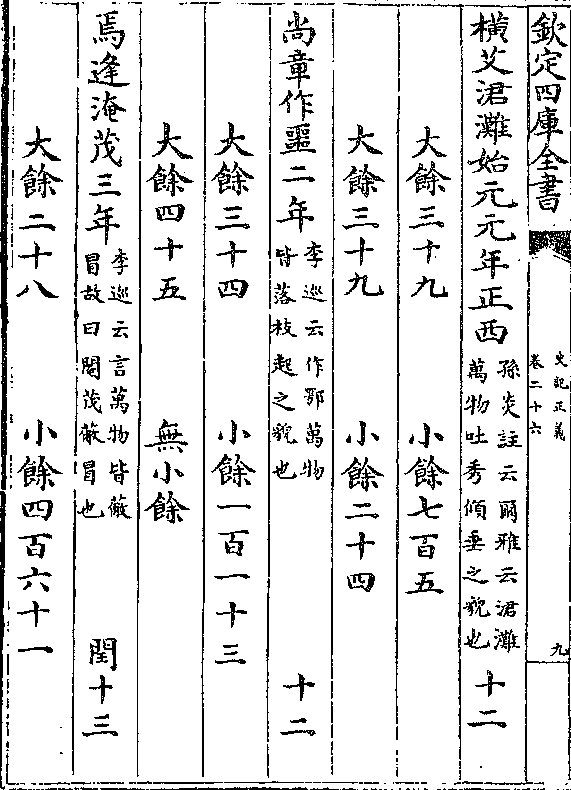 欽定四庫全書
史記正義
卷二十六
九
橫艾涒灘始元元年正西
孫炎註云爾雅云涒灘
萬物吐秀傾垂之貌也
十二
大餘三十九 小餘七百五
大餘三十九 小餘二十四
尚章作噩二年
李巡云作鄂萬物
皆落枝起之貌也
十二
大餘三十四 小餘一百一十三
大餘四十五 無小餘
焉逢淹茂三年
李巡云言萬物皆蔽
冒故曰閹茂蔽冒也
閏十三
大餘二十八 小餘四百六十一